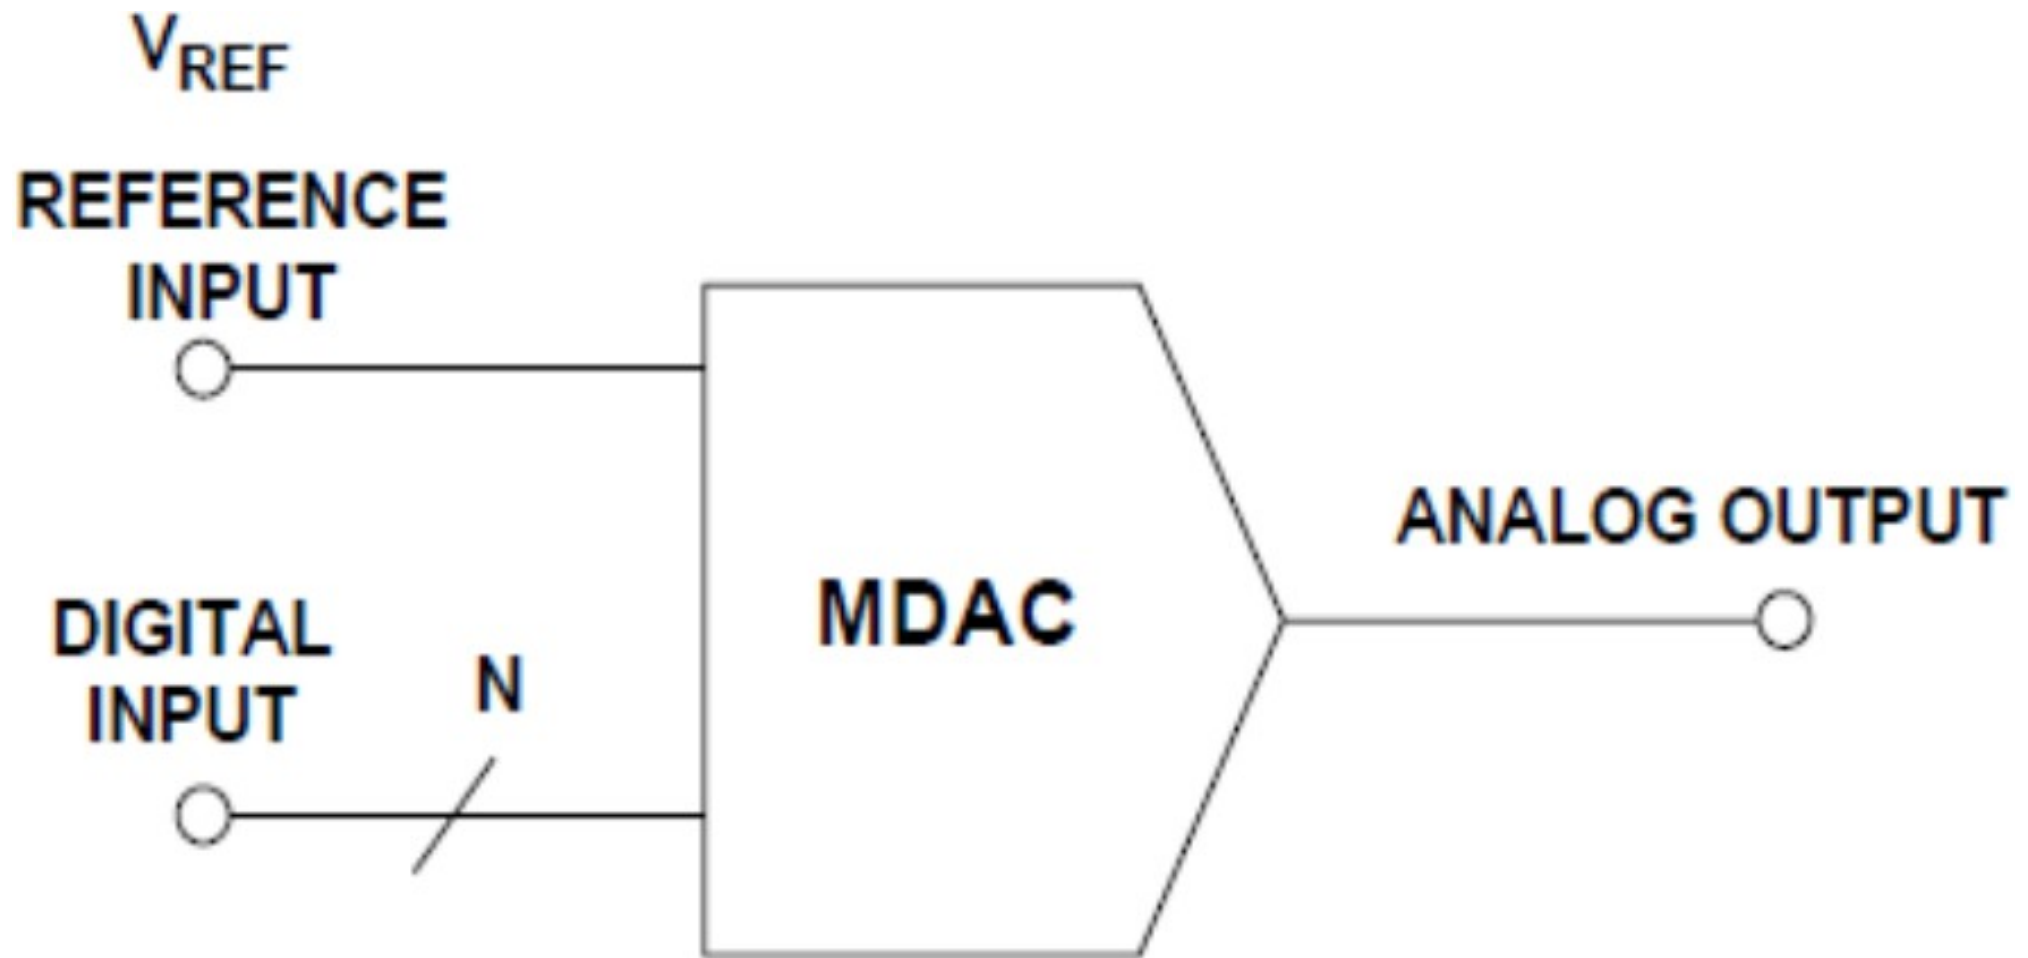 VREF
REFERENCE
INPUT
DIGITAL
INPUT
N
MDAC
ANALOG OUTPUT